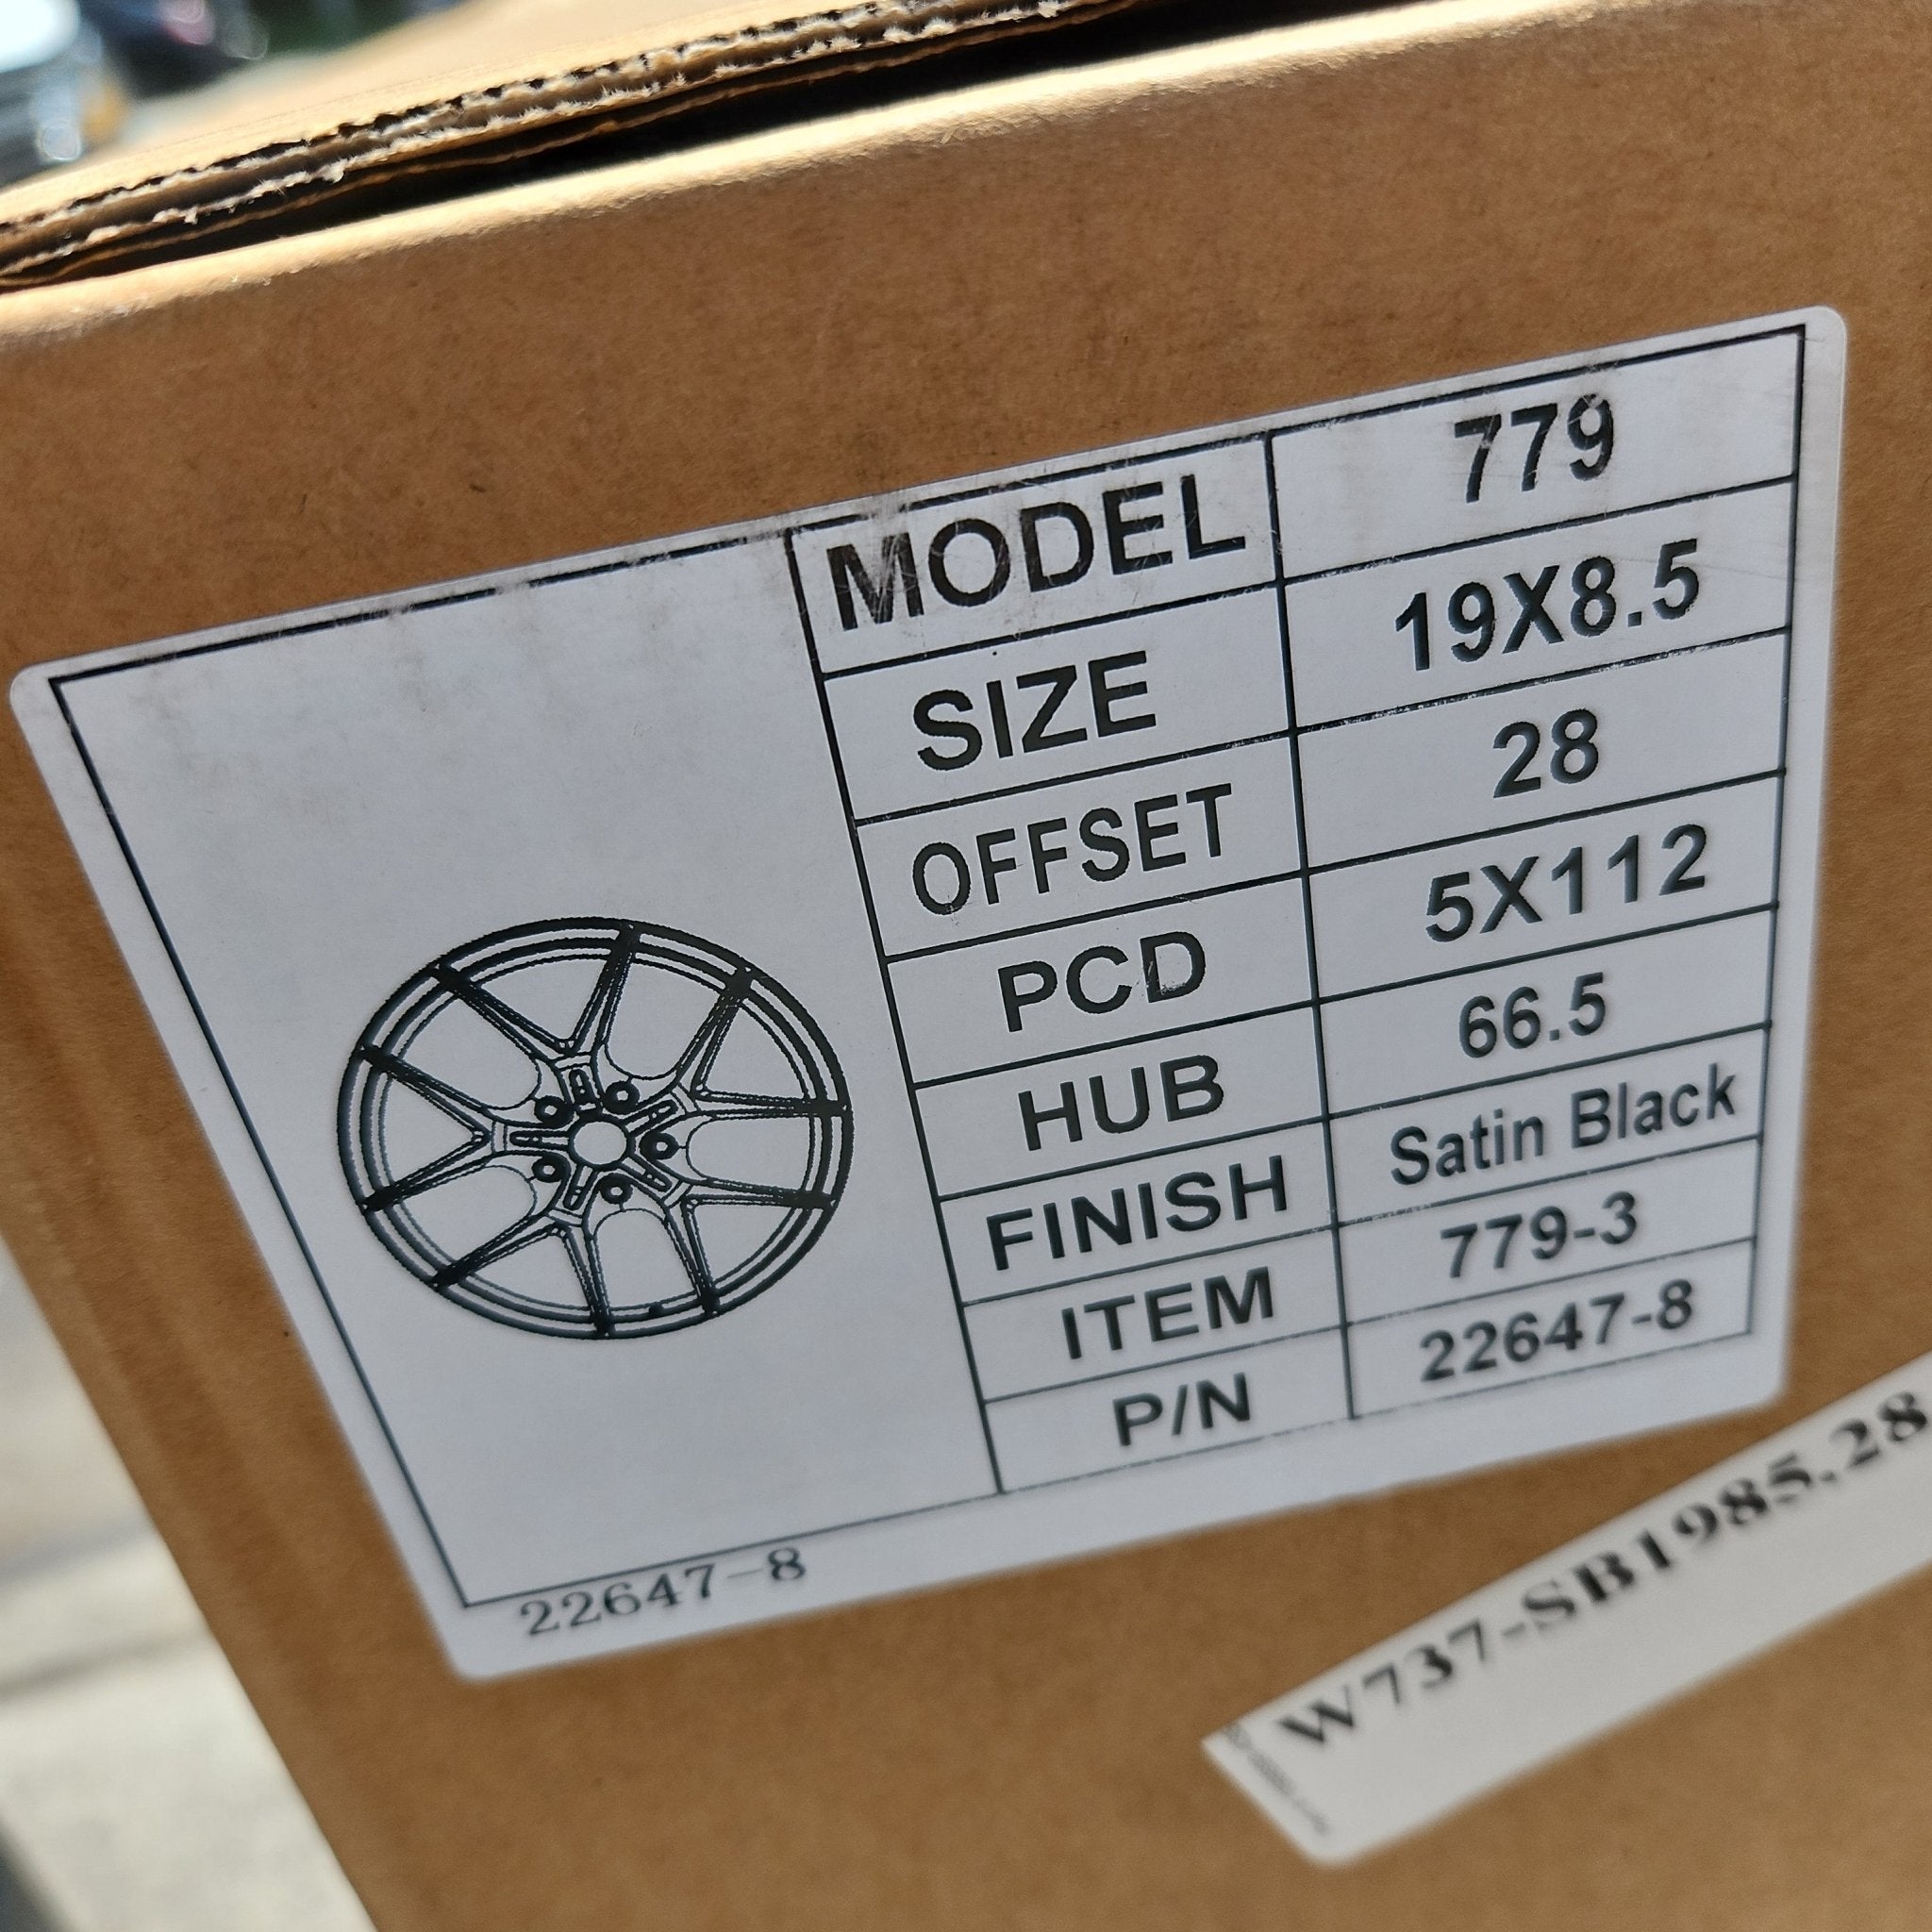 MODEL 779
SIZE 19X8.5
OFFSET 28
PCD 5X112
HUB 66.5
FINISH Satin Black
ITEM 779-3
P/N 22647-8
22647-8
W737-SB1985.28